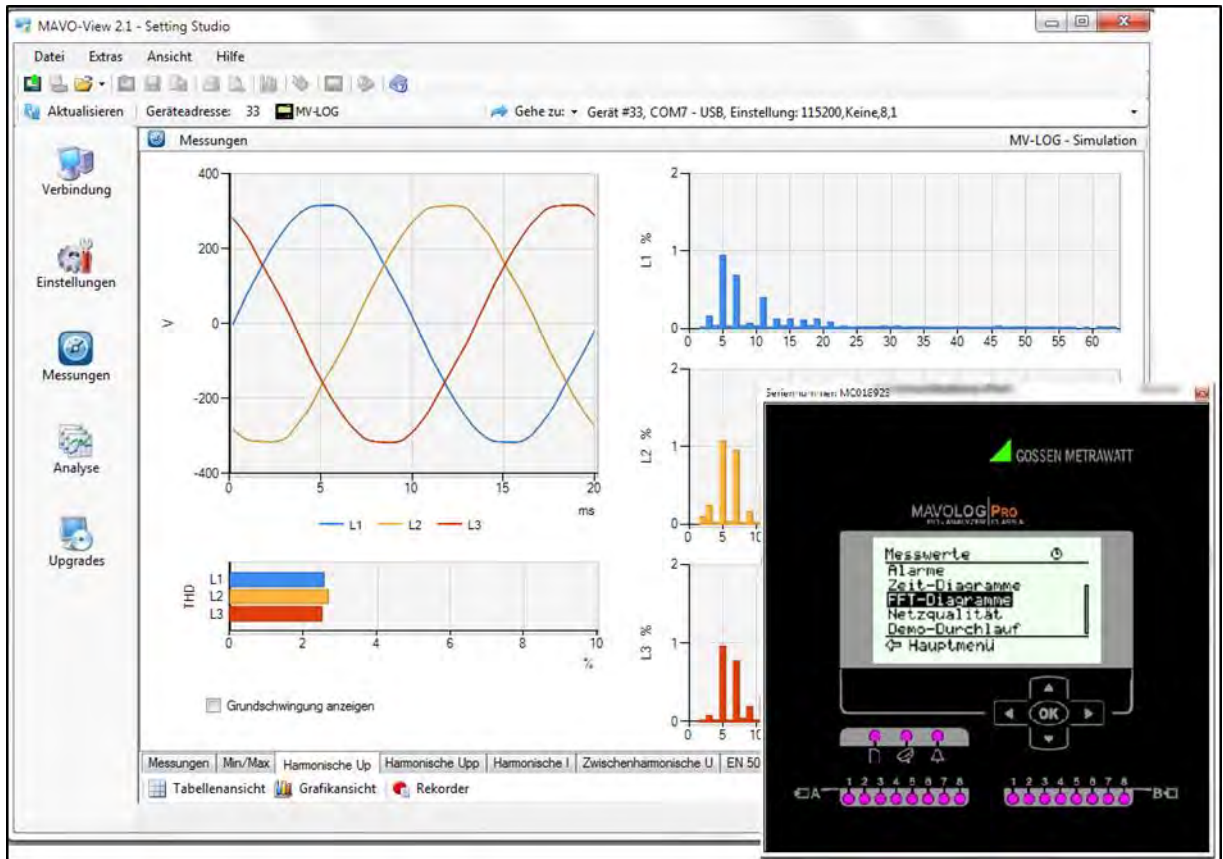 MAVO-View 2.1 - Setting Studio
Datei Extras Ansicht Hilfe
Aktualisieren Geräteadresse: 33 MV-LOG Gehe zu: Gerät #33, COM7 - USB, Einstellung: 115200,Keine,8,1
Verbindung
Einstellungen
Messungen
Analyse
Upgrades
Messungen MV-LOG - Simulation
400
200
0
-200
-400
V
0 5 10 15 20
ms
L1 L2 L3
THD
L1
L2
L3
0 2 4 6 8 10
%
Grundschwingung anzeigen
L1 %
2
1
0
0 5 10 15 20 25 30 35 40 45 50 55 60
L2 %
2
1
0
0 5 10
L3 %
2
1
0
0 5 10
Messungen Min/Max Harmonische Up Harmonische Upp Harmonische I Zwischenharmonische U EN 50
Tabellenansicht Grafikansicht Rekorder
Seriennummer: MC018923
GOSSEN METRAWATT
MAVOLOG PRO
Messwerte
Alarme
Zeit-Diagramme
FFT-Diagramme
Netzqualität
Demo-Durchlauf
Hauptmenü
OK
A 1 2 3 4 5 6 7 8
1 2 3 4 5 6 7 8 B